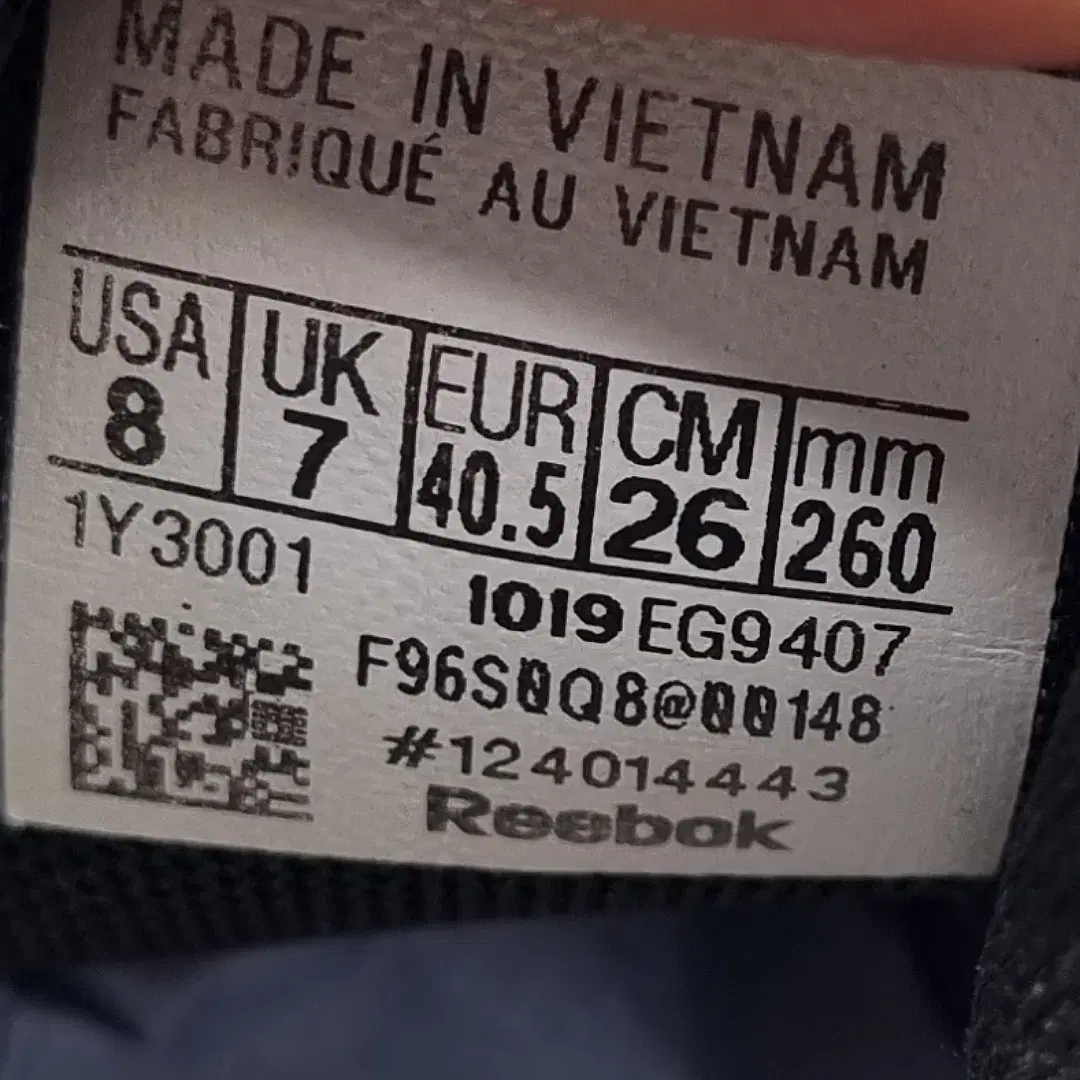 MADE IN VIETNAM
FABRIQUÉ AU VIETNAM
USA UK EUR CM mm
8 7 40.5 26 260
1Y3001
1019 EG9407
F96S0Q8@00148
#124014443
Reebok